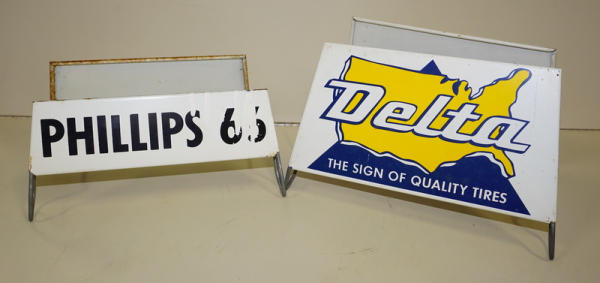 PHILLIPS 66
Delta
THE SIGN OF QUALITY TIRES